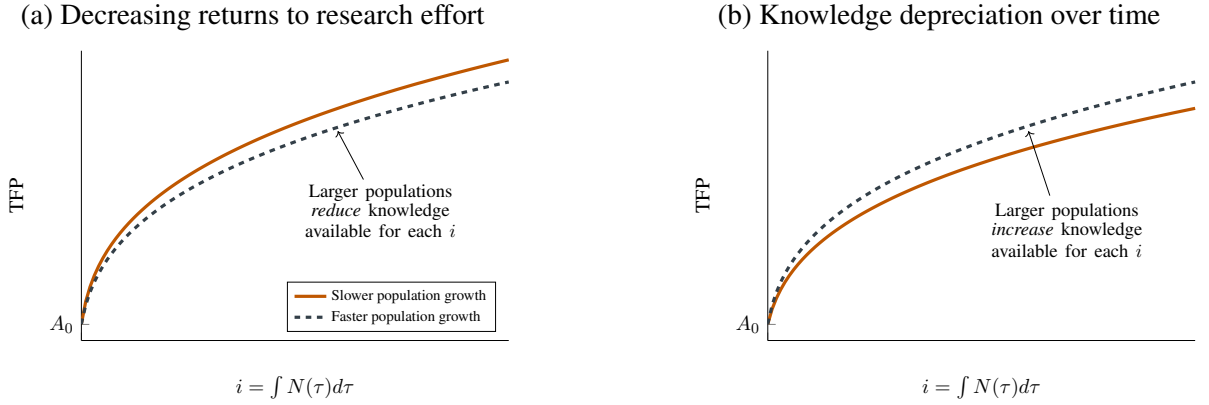 (a) Decreasing returns to research effort
TFP
A₀
Larger populations
reduce knowledge
available for each i
Slower population growth
Faster population growth
i = ∫ N(τ)dτ
(b) Knowledge depreciation over time
TFP
A₀
Larger populations
increase knowledge
available for each i
i = ∫ N(τ)dτ